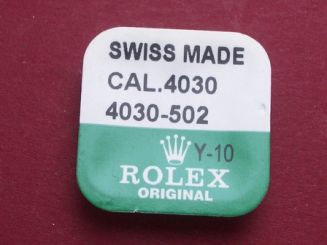 SWISS MADE
CAL.4030
4030-502
Y-10
ROLEX
ORIGINAL